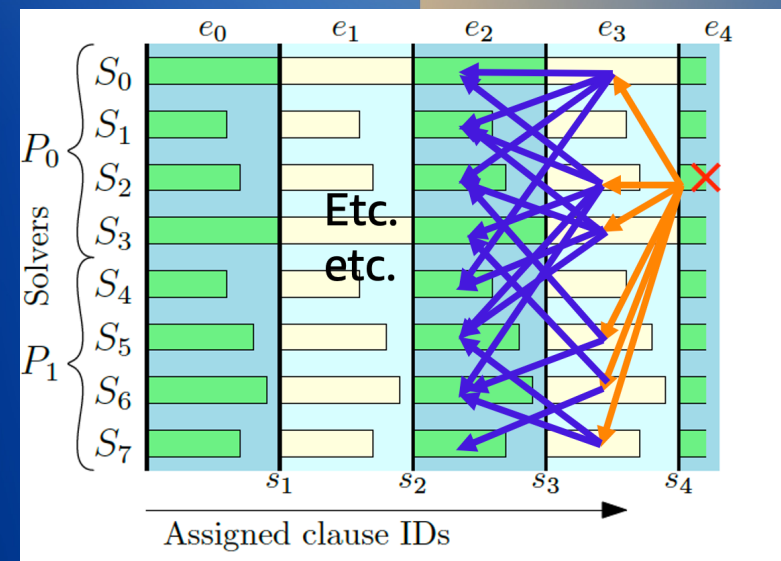 e0 e1 e2 e3 e4
S0
S1
P0
S2
Etc.
S3
etc.
Solvers
S4
S5
P1
S6
S7
s1 s2 s3 s4
Assigned clause IDs